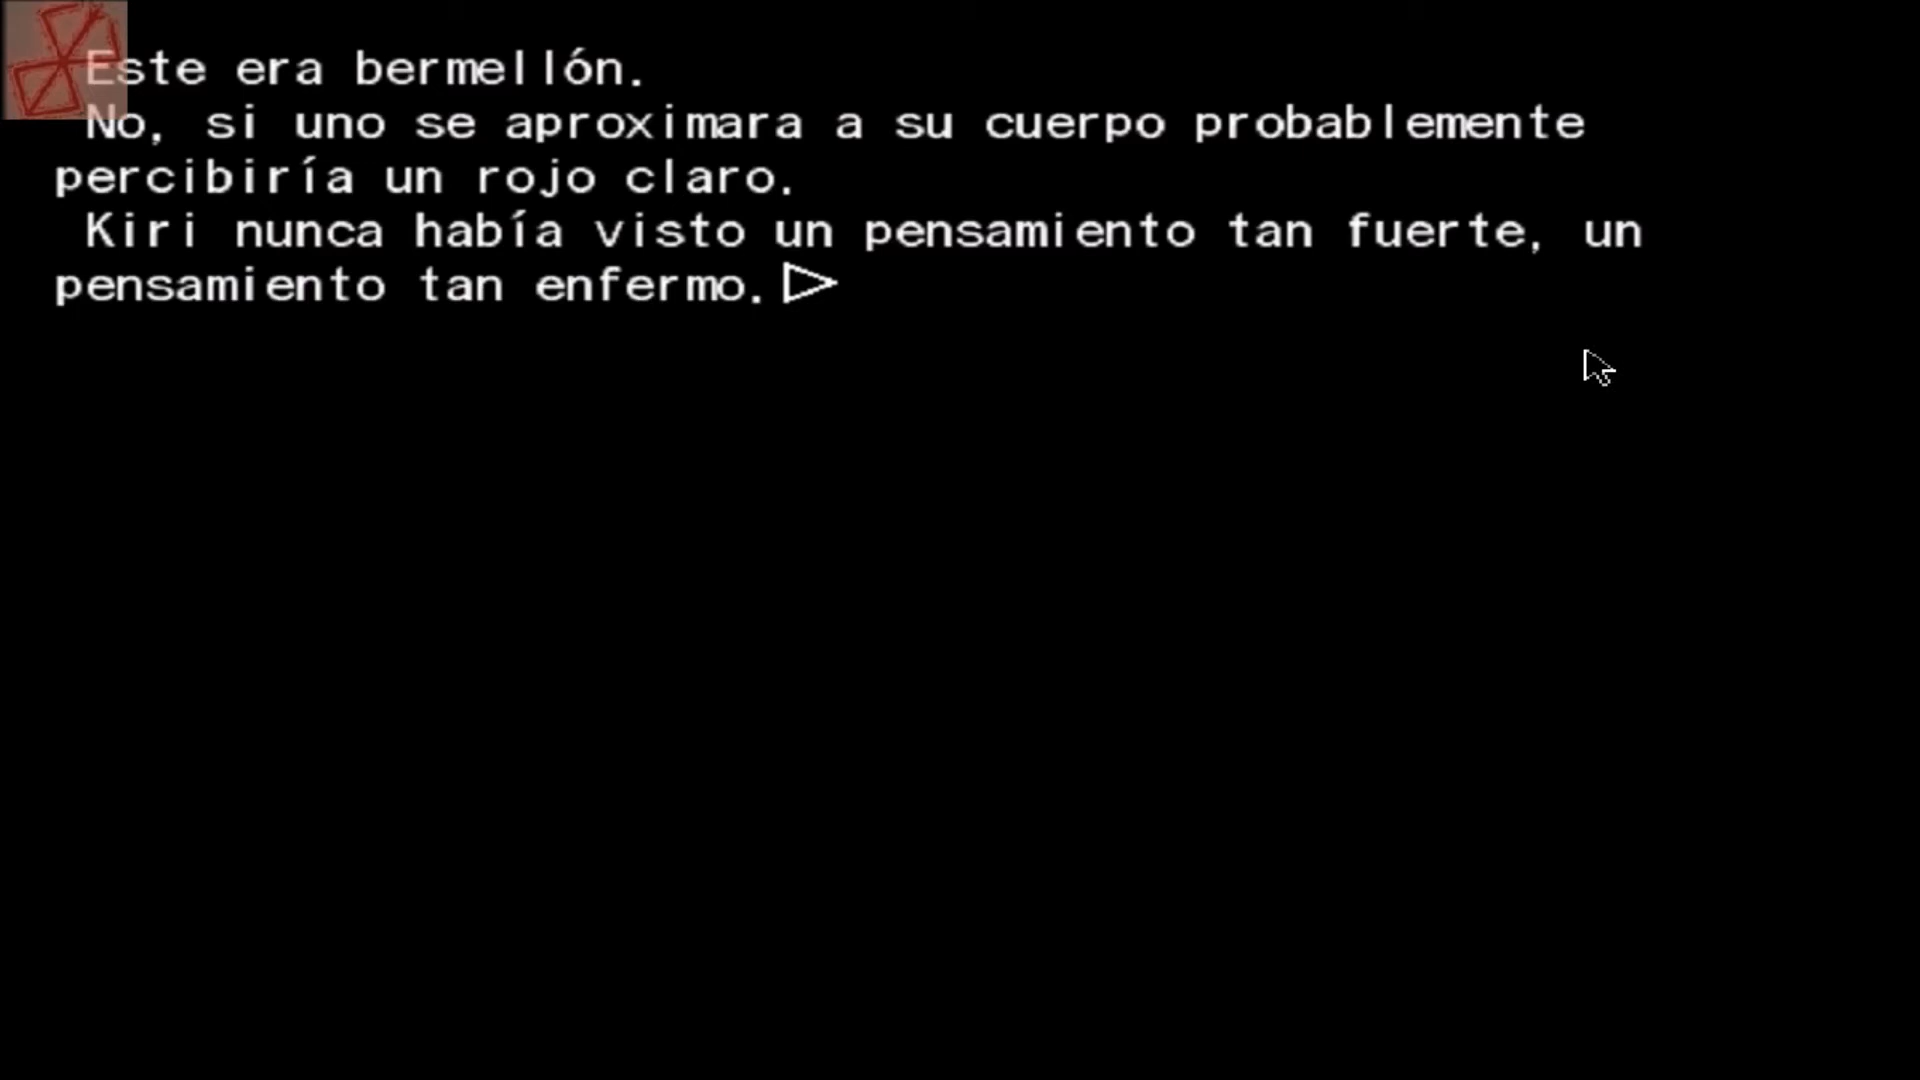 Este era bermellón.
No, si uno se aproximara a su cuerpo probablemente
percibiría un rojo claro.
Kiri nunca había visto un pensamiento tan fuerte, un
pensamiento tan enfermo.